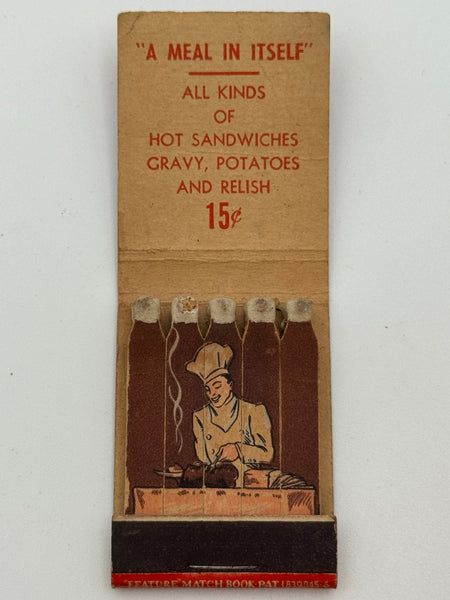 "A MEAL IN ITSELF"
ALL KINDS
OF
HOT SANDWICHES
GRAVY, POTATOES
AND RELISH
15¢
"FEATURE" MATCH BOOK-PAT.